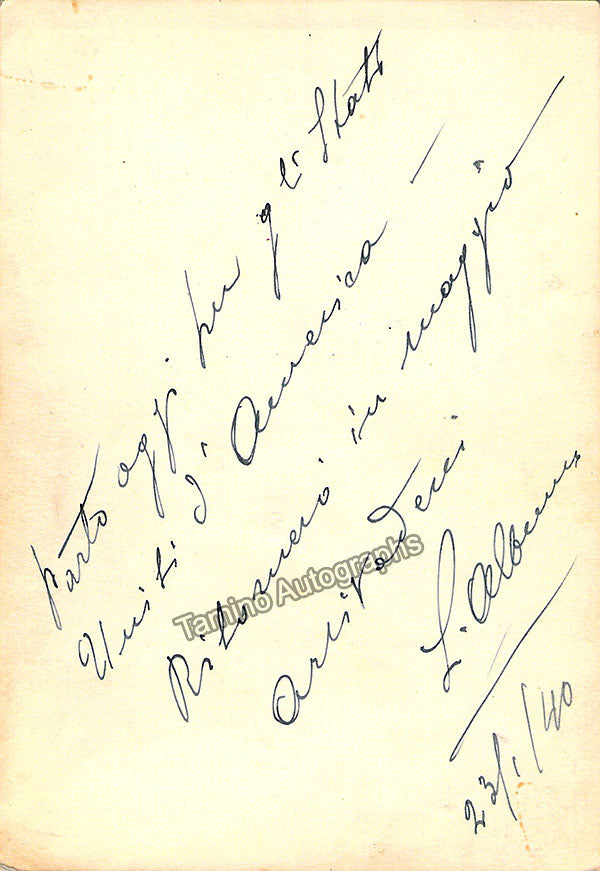 Parto oggi per gli Stati
Uniti d'America –
Ritornerò in maggio
arrivederci
L. Albanese
23/1/40
Tamino Autographs